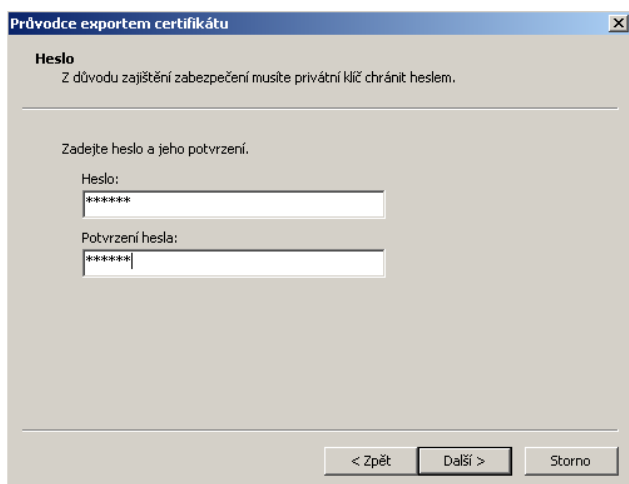 Průvodce exportem certifikátu
Heslo
Z důvodu zajištění zabezpečení musíte privátní klíč chránit heslem.
Zadejte heslo a jeho potvrzení.
Heslo:
******
Potvrzení hesla:
******
< Zpět Další > Storno